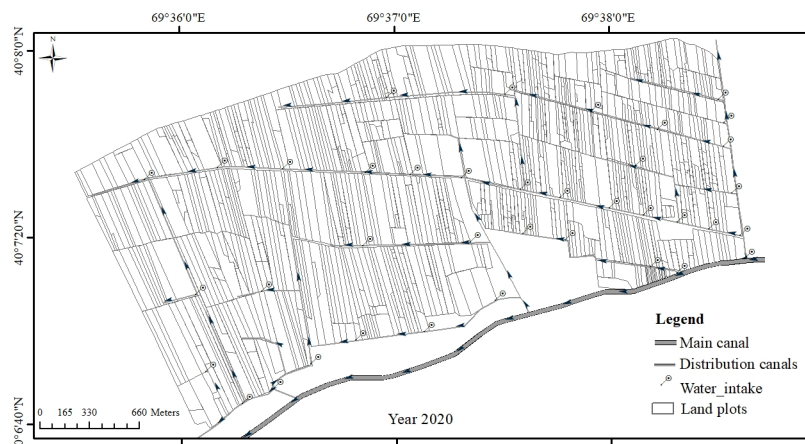 69°36'0"E 69°37'0"E 69°38'0"E
40°8'0"N
N
40°7'20"N
Legend
Main canal
Distribution canals
Water_intake
Land plots
0 165 330 660 Meters
Year 2020
0°6'40"N